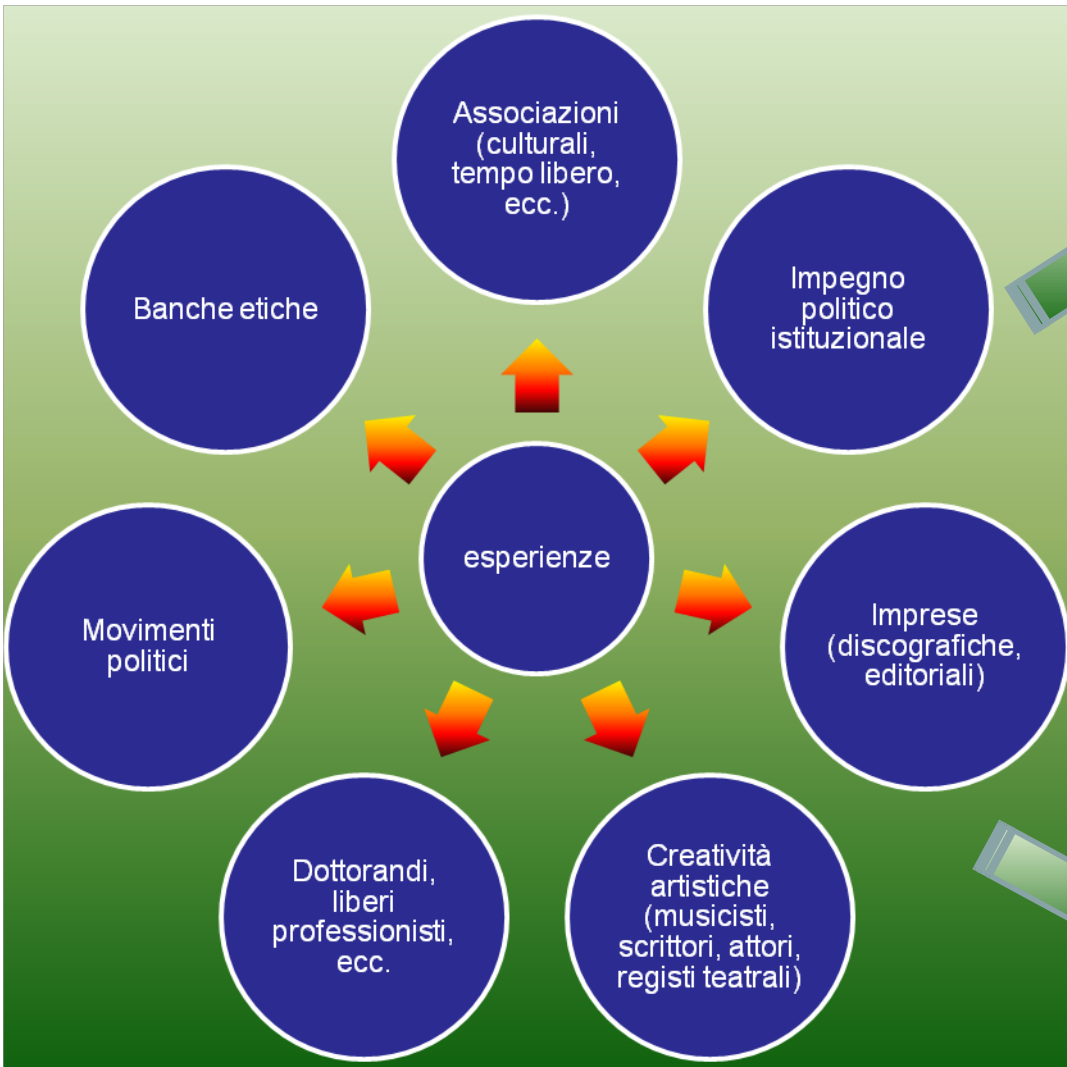 Associazioni
(culturali,
tempo libero,
ecc.)
Impegno
politico
istituzionale
Imprese
(discografiche,
editoriali)
Creatività
artistiche
(musicisti,
scrittori, attori,
registi teatrali)
Dottorandi,
liberi
professionisti,
ecc.
Movimenti
politici
Banche etiche
esperienze